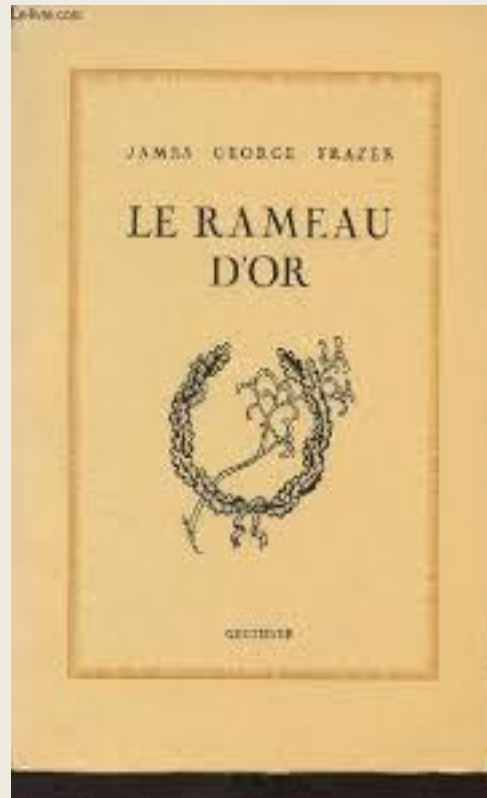 Le-livre.com
JAMES GEORGE FRAZER
LE RAMEAU
D'OR
GEUTHNER